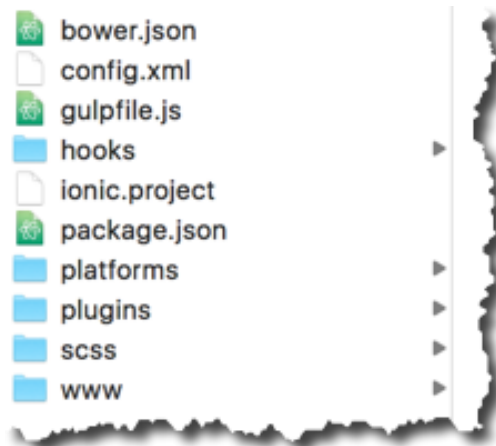 bower.json
config.xml
gulpfile.js
hooks
ionic.project
package.json
platforms
plugins
scss
www